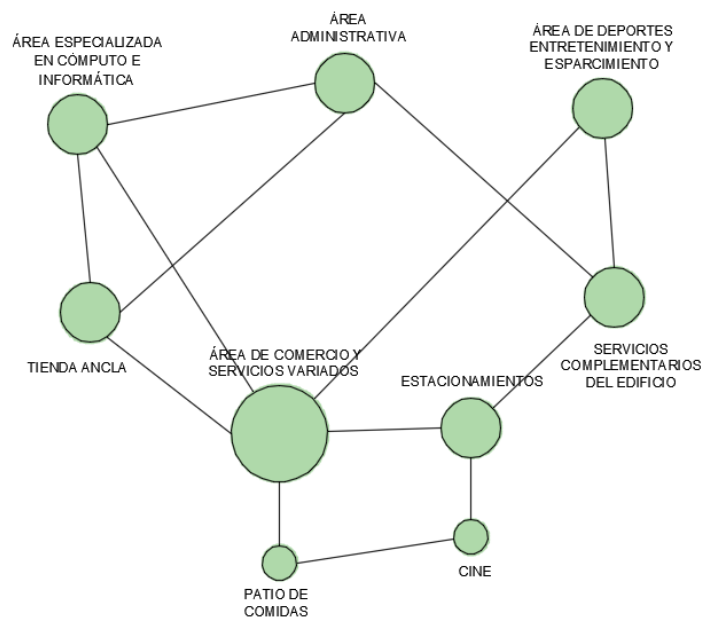 ÁREA ESPECIALIZADA
EN CÓMPUTO E
INFORMÁTICA
ÁREA
ADMINISTRATIVA
ÁREA DE DEPORTES
ENTRETENIMIENTO Y
ESPARCIMIENTO
TIENDA ANCLA
ÁREA DE COMERCIO Y
SERVICIOS VARIADOS
ESTACIONAMIENTOS
SERVICIOS
COMPLEMENTARIOS
DEL EDIFICIO
PATIO DE
COMIDAS
CINE